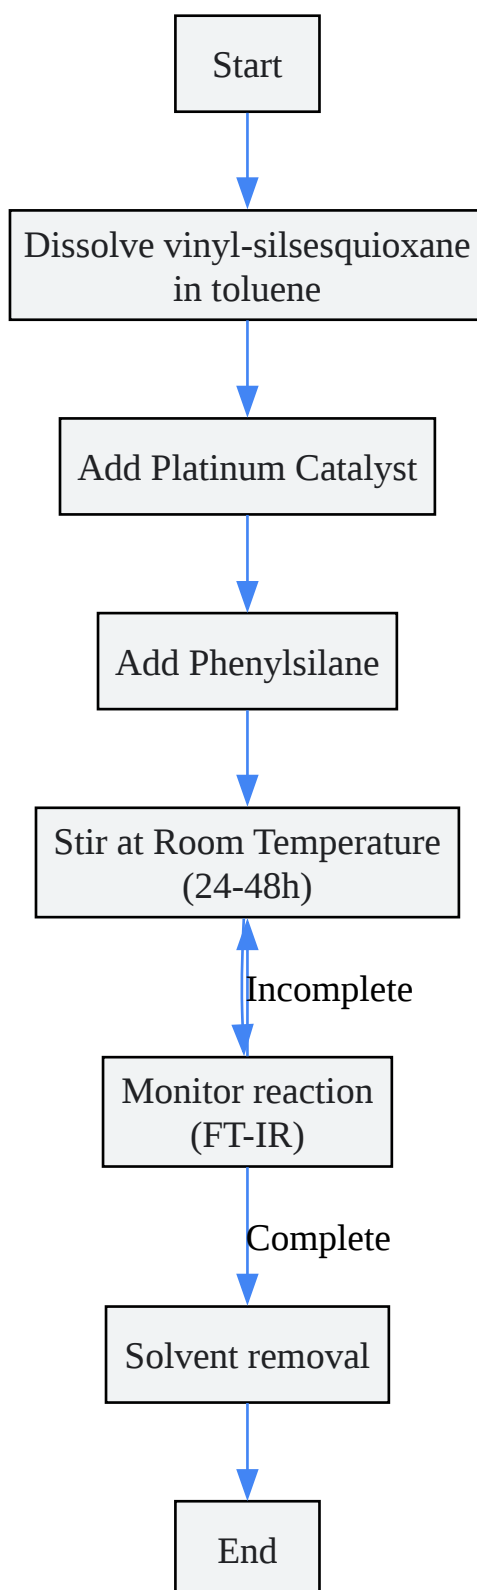 Start
Dissolve vinyl-silsesquioxane
in toluene
Add Platinum Catalyst
Add Phenylsilane
Stir at Room Temperature
(24-48h)
Incomplete
Monitor reaction
(FT-IR)
Complete
Solvent removal
End